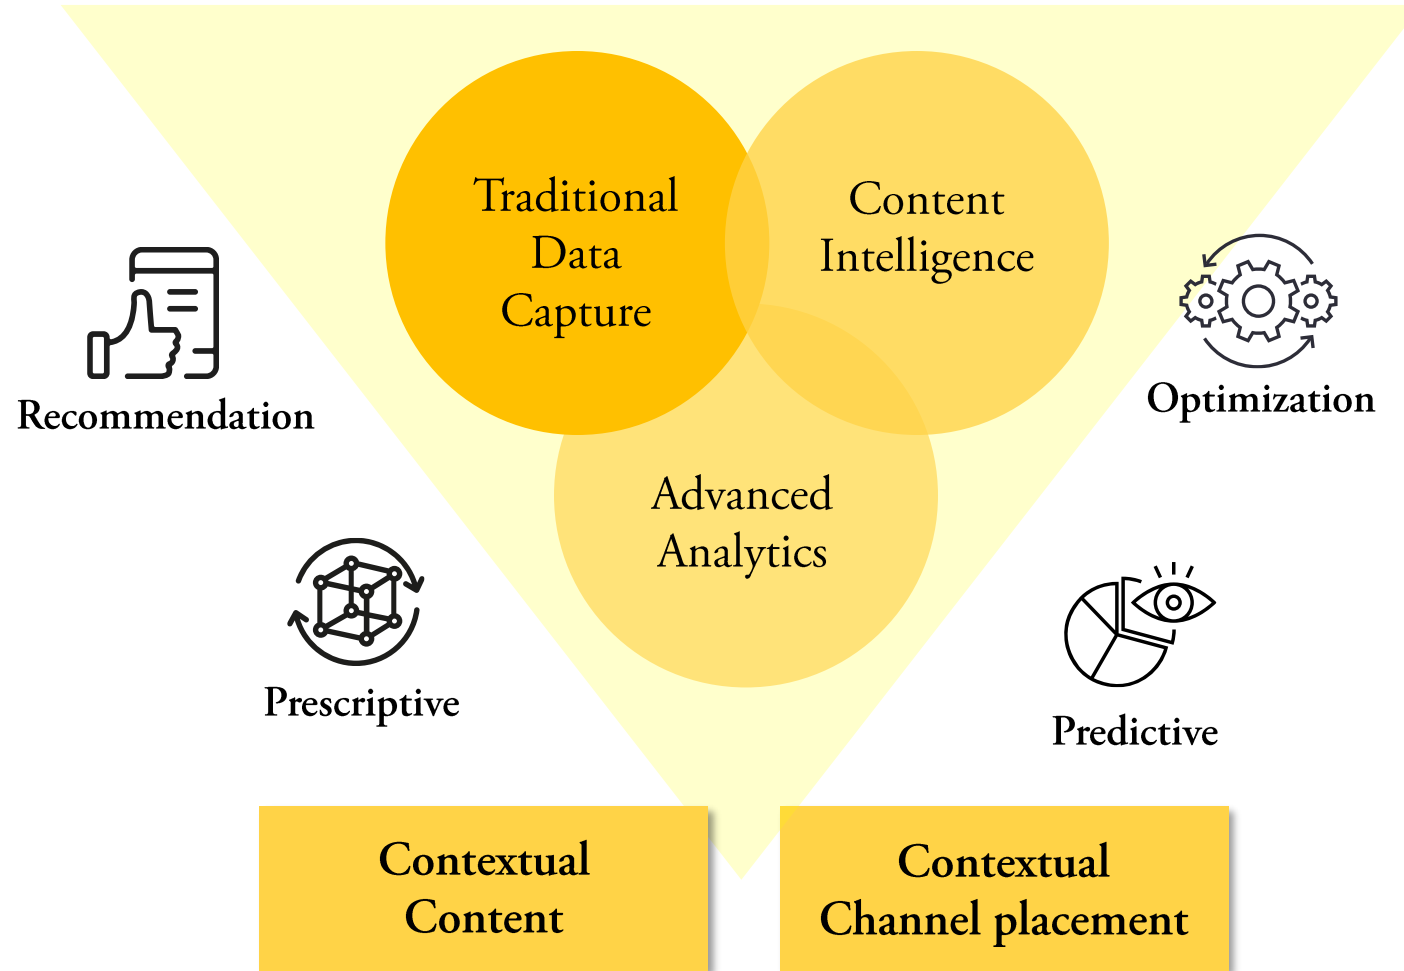 Traditional
Data
Capture
Content
Intelligence
Advanced
Analytics
Recommendation
Optimization
Prescriptive
Predictive
Contextual
Content
Contextual
Channel placement